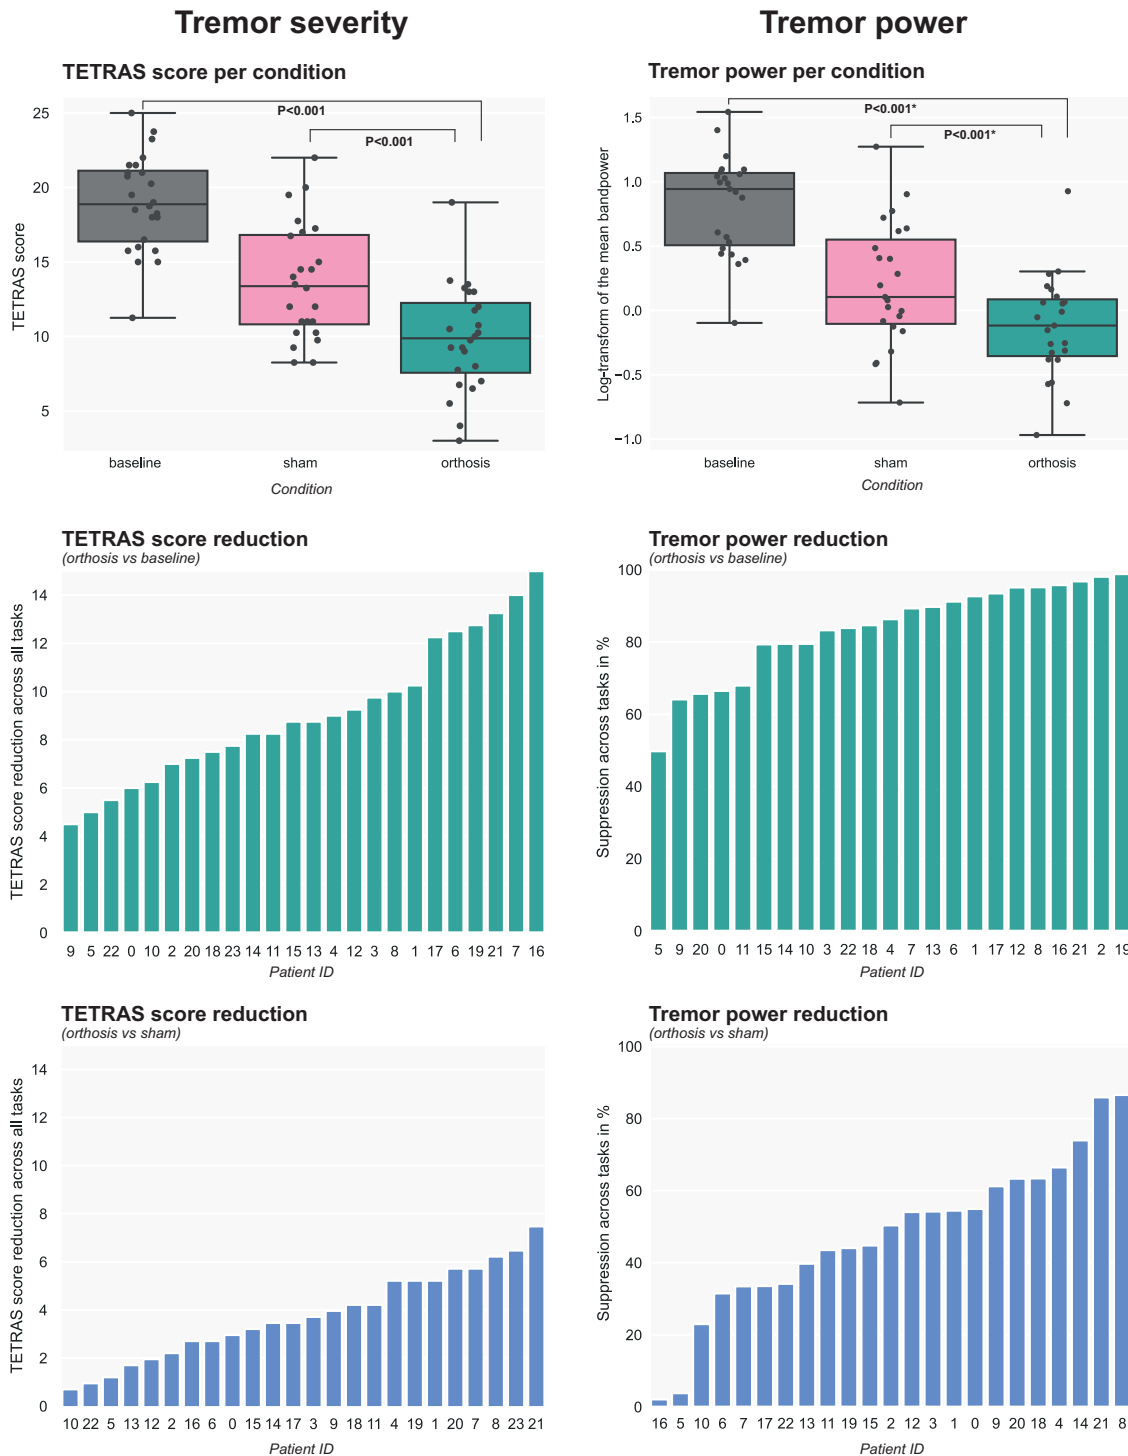 Tremor severity
Tremor power
TETRAS score per condition
P<0.001
P<0.001
25
20
15
10
5
TETRAS score
baseline sham orthosis
Condition
Tremor power per condition
P<0.001*
P<0.001*
1.5
1.0
0.5
0.0
−0.5
−1.0
Log-transform of the mean bandpower
baseline sham orthosis
Condition
TETRAS score reduction
(orthosis vs baseline)
14
12
10
8
6
4
2
0
TETRAS score reduction across all tasks
9 5 22 0 10 2 20 18 23 14 11 15 13 4 12 3 8 1 17 6 19 21 7 16
Patient ID
Tremor power reduction
(orthosis vs baseline)
100
80
60
40
20
0
Suppression across tasks in %
5 9 20 0 11 15 14 10 3 22 18 4 7 13 6 1 17 12 8 16 21 2 19
Patient ID
TETRAS score reduction
(orthosis vs sham)
14
12
10
8
6
4
2
0
TETRAS score reduction across all tasks
10 22 5 13 12 2 16 6 0 15 14 17 3 9 18 11 4 19 1 20 7 8 23 21
Patient ID
Tremor power reduction
(orthosis vs sham)
100
80
60
40
20
0
Suppression across tasks in %
16 5 10 6 7 17 22 13 11 19 15 2 12 3 1 0 9 20 18 4 14 21 8
Patient ID